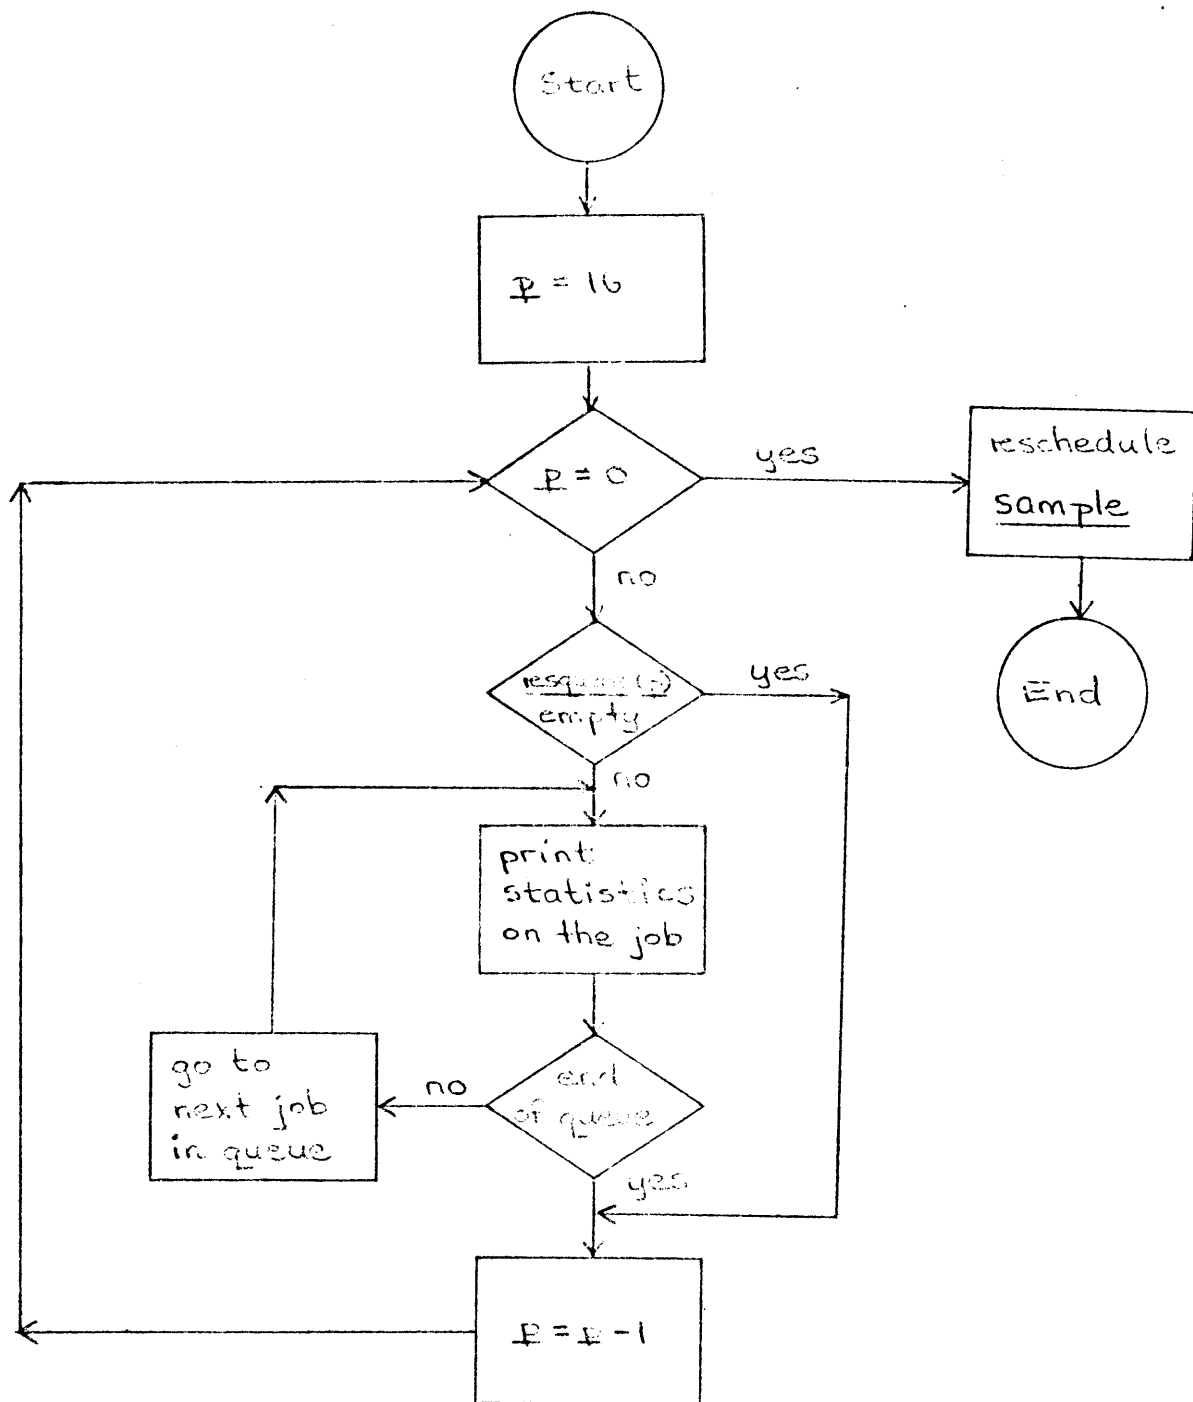 Start
p = 16
p = 0
yes
reschedule
sample
no
End
yes
empty
no
print
statistics
on the job
go to
next job
in queue
no
end
of queue
yes
p = p - 1